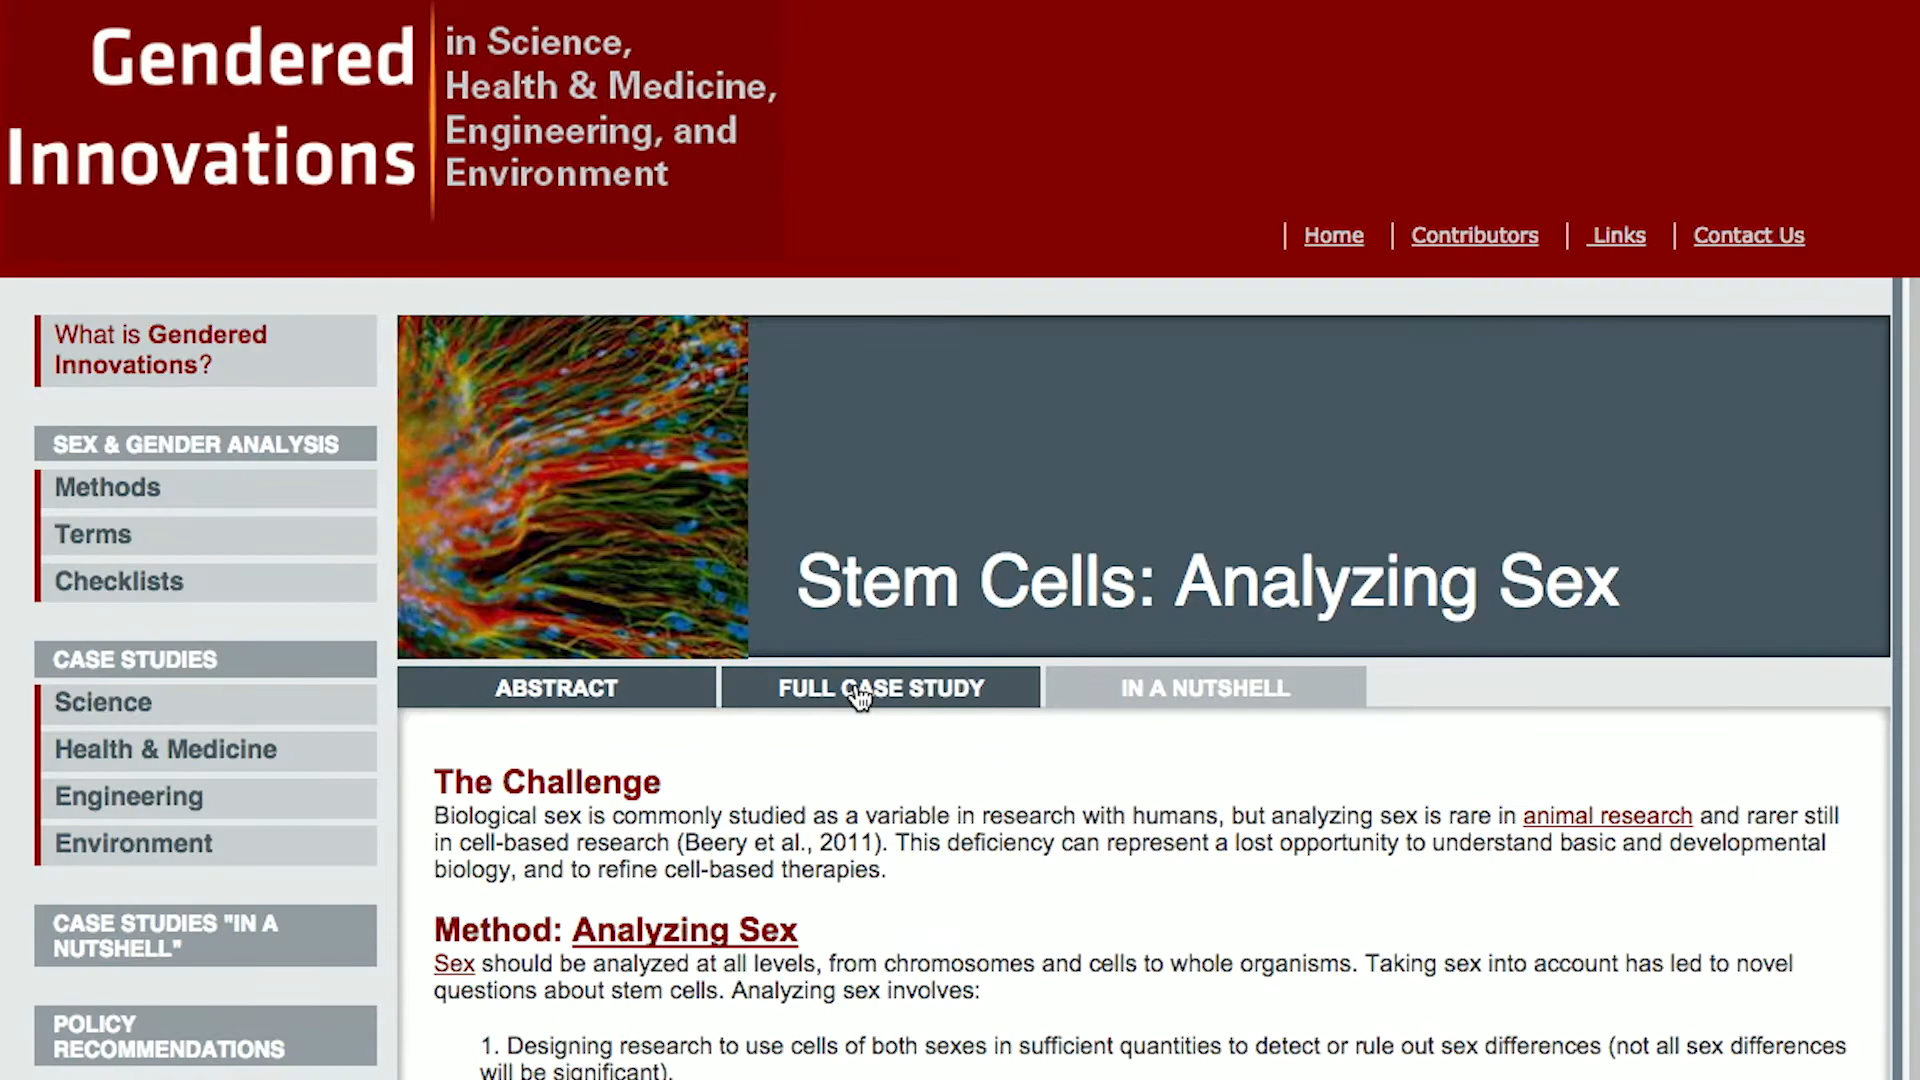 Gendered
Innovations
in Science,
Health & Medicine,
Engineering, and
Environment
Home
Contributors
Links
Contact Us
What is Gendered
Innovations?
SEX & GENDER ANALYSIS
Methods
Terms
Checklists
CASE STUDIES
Science
Health & Medicine
Engineering
Environment
CASE STUDIES "IN A
NUTSHELL"
POLICY
RECOMMENDATIONS
Stem Cells: Analyzing Sex
ABSTRACT
FULL CASE STUDY
IN A NUTSHELL
The Challenge
Biological sex is commonly studied as a variable in research with humans, but analyzing sex is rare in animal research and rarer still
in cell-based research (Beery et al., 2011). This deficiency can represent a lost opportunity to understand basic and developmental
biology, and to refine cell-based therapies.
Method: Analyzing Sex
Sex should be analyzed at all levels, from chromosomes and cells to whole organisms. Taking sex into account has led to novel
questions about stem cells. Analyzing sex involves:
1. Designing research to use cells of both sexes in sufficient quantities to detect or rule out sex differences (not all sex differences
will be significant).